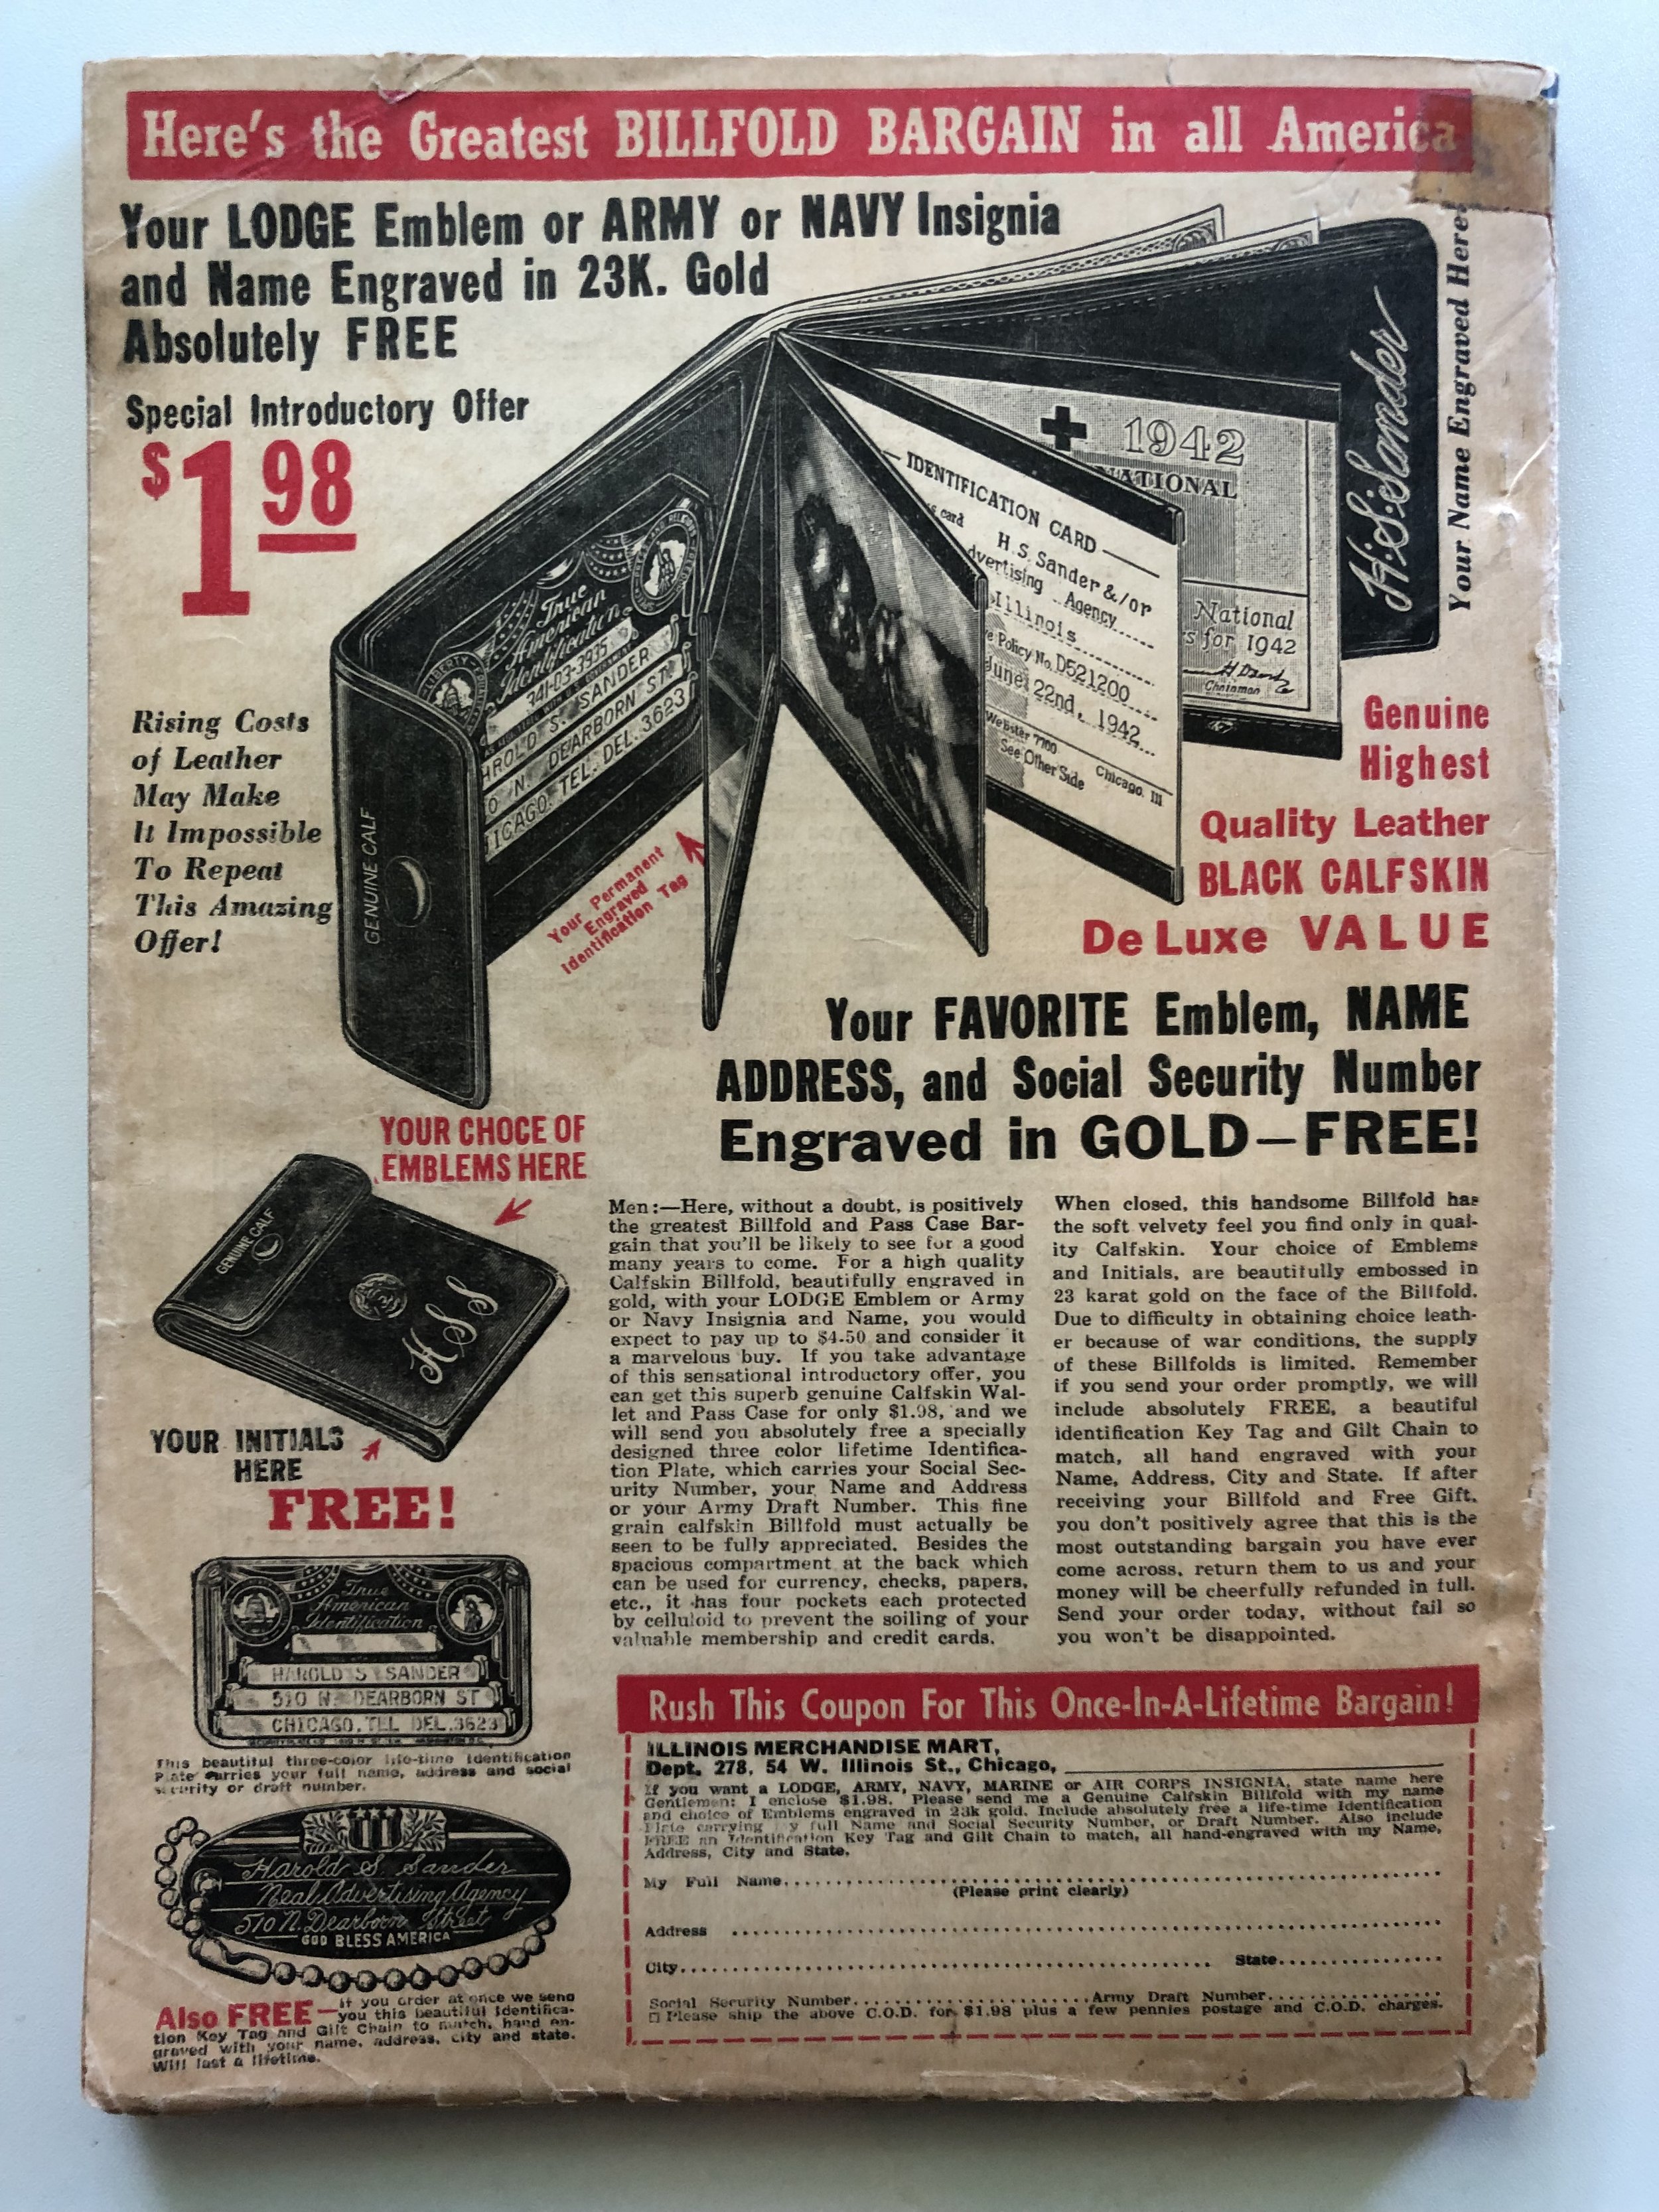 Here's the Greatest BILLFOLD BARGAIN in all America
Your LODGE Emblem or ARMY or NAVY Insignia
and Name Engraved in 23K. Gold
Absolutely FREE
Special Introductory Offer
$1 98
Rising Costs
of Leather
May Make
It Impossible
To Repeat
This Amazing
Offer!
GENUINE CALF
LIBERTY
True
American
Identification
741-03-3935
HAROLD S. SANDER
O N. DEARBORN ST.
ICAGO. TEL. DEL. 3623
Your Permanent
Engraved
Identification Tag
IDENTIFICATION CARD
s card
H. S. Sander &/or
dvertising Agency
Illinois
e Policy No. D521200
June 22nd, 1942
Webster 7700 Chicago, Ill
See Other Side
1942
NATIONAL
National
s for 1942
Chairman
H.S. Sander
Your Name Engraved Here
Genuine
Highest
Quality Leather
BLACK CALFSKIN
De Luxe VALUE
Your FAVORITE Emblem, NAME
ADDRESS, and Social Security Number
Engraved in GOLD—FREE!
YOUR CHOCE OF
EMBLEMS HERE
GENUINE CALF
HSS
YOUR INITIALS
HERE
FREE!
True
American
Identification
HAROLD S SANDER
510 N. DEARBORN ST
CHICAGO. TEL DEL. 3623
This beautiful three-color life-time Identification
Plate carries your full name, address and social
security or draft number.
Harold S. Sander
Neal Advertising Agency
510 N. Dearborn Street
GOD BLESS AMERICA
Also FREE—If you order at once we send
you this beautiful Identifica-
tion Key Tag and Gilt Chain to match, hand en-
graved with your name, address, city and state.
Will last a lifetime.
Men:—Here, without a doubt, is positively
the greatest Billfold and Pass Case Bar-
gain that you'll be likely to see for a good
many years to come. For a high quality
Calfskin Billfold, beautifully engraved in
gold, with your LODGE Emblem or Army
or Navy Insignia and Name, you would
expect to pay up to $4.50 and consider it
a marvelous buy. If you take advantage
of this sensational introductory offer, you
can get this superb genuine Calfskin Wal-
let and Pass Case for only $1.98, and we
will send you absolutely free a specially
designed three color lifetime Identifica-
tion Plate, which carries your Social Sec-
urity Number, your Name and Address
or your Army Draft Number. This fine
grain calfskin Billfold must actually be
seen to be fully appreciated. Besides the
spacious compartment at the back which
can be used for currency, checks, papers,
etc., it has four pockets each protected
by celluloid to prevent the soiling of your
valuable membership and credit cards.
When closed, this handsome Billfold has
the soft velvety feel you find only in qual-
ity Calfskin. Your choice of Emblems
and Initials, are beautifully embossed in
23 karat gold on the face of the Billfold.
Due to difficulty in obtaining choice leath-
er because of war conditions, the supply
of these Billfolds is limited. Remember
if you send your order promptly, we will
include absolutely FREE, a beautiful
identification Key Tag and Gilt Chain to
match, all hand engraved with your
Name, Address, City and State. If after
receiving your Billfold and Free Gift,
you don't positively agree that this is the
most outstanding bargain you have ever
come across, return them to us and your
money will be cheerfully refunded in full.
Send your order today, without fail so
you won't be disappointed.
Rush This Coupon For This Once-In-A-Lifetime Bargain!
ILLINOIS MERCHANDISE MART,
Dept. 278, 54 W. Illinois St., Chicago,
If you want a LODGE, ARMY, NAVY, MARINE or AIR CORPS INSIGNIA, state name here
Gentlemen: I enclose $1.98. Please send me a Genuine Calfskin Billfold with my name
and choice of Emblems engraved in 23k gold. Include absolutely free a life-time Identification
Plate carrying my full Name and Social Security Number, or Draft Number. Also include
FREE an Identification Key Tag and Gilt Chain to match, all hand-engraved with my Name,
Address, City and State.
My Full Name
(Please print clearly)
Address
City State
Social Security Number Army Draft Number
□ Please ship the above C.O.D. for $1.98 plus a few pennies postage and C.O.D. charges.